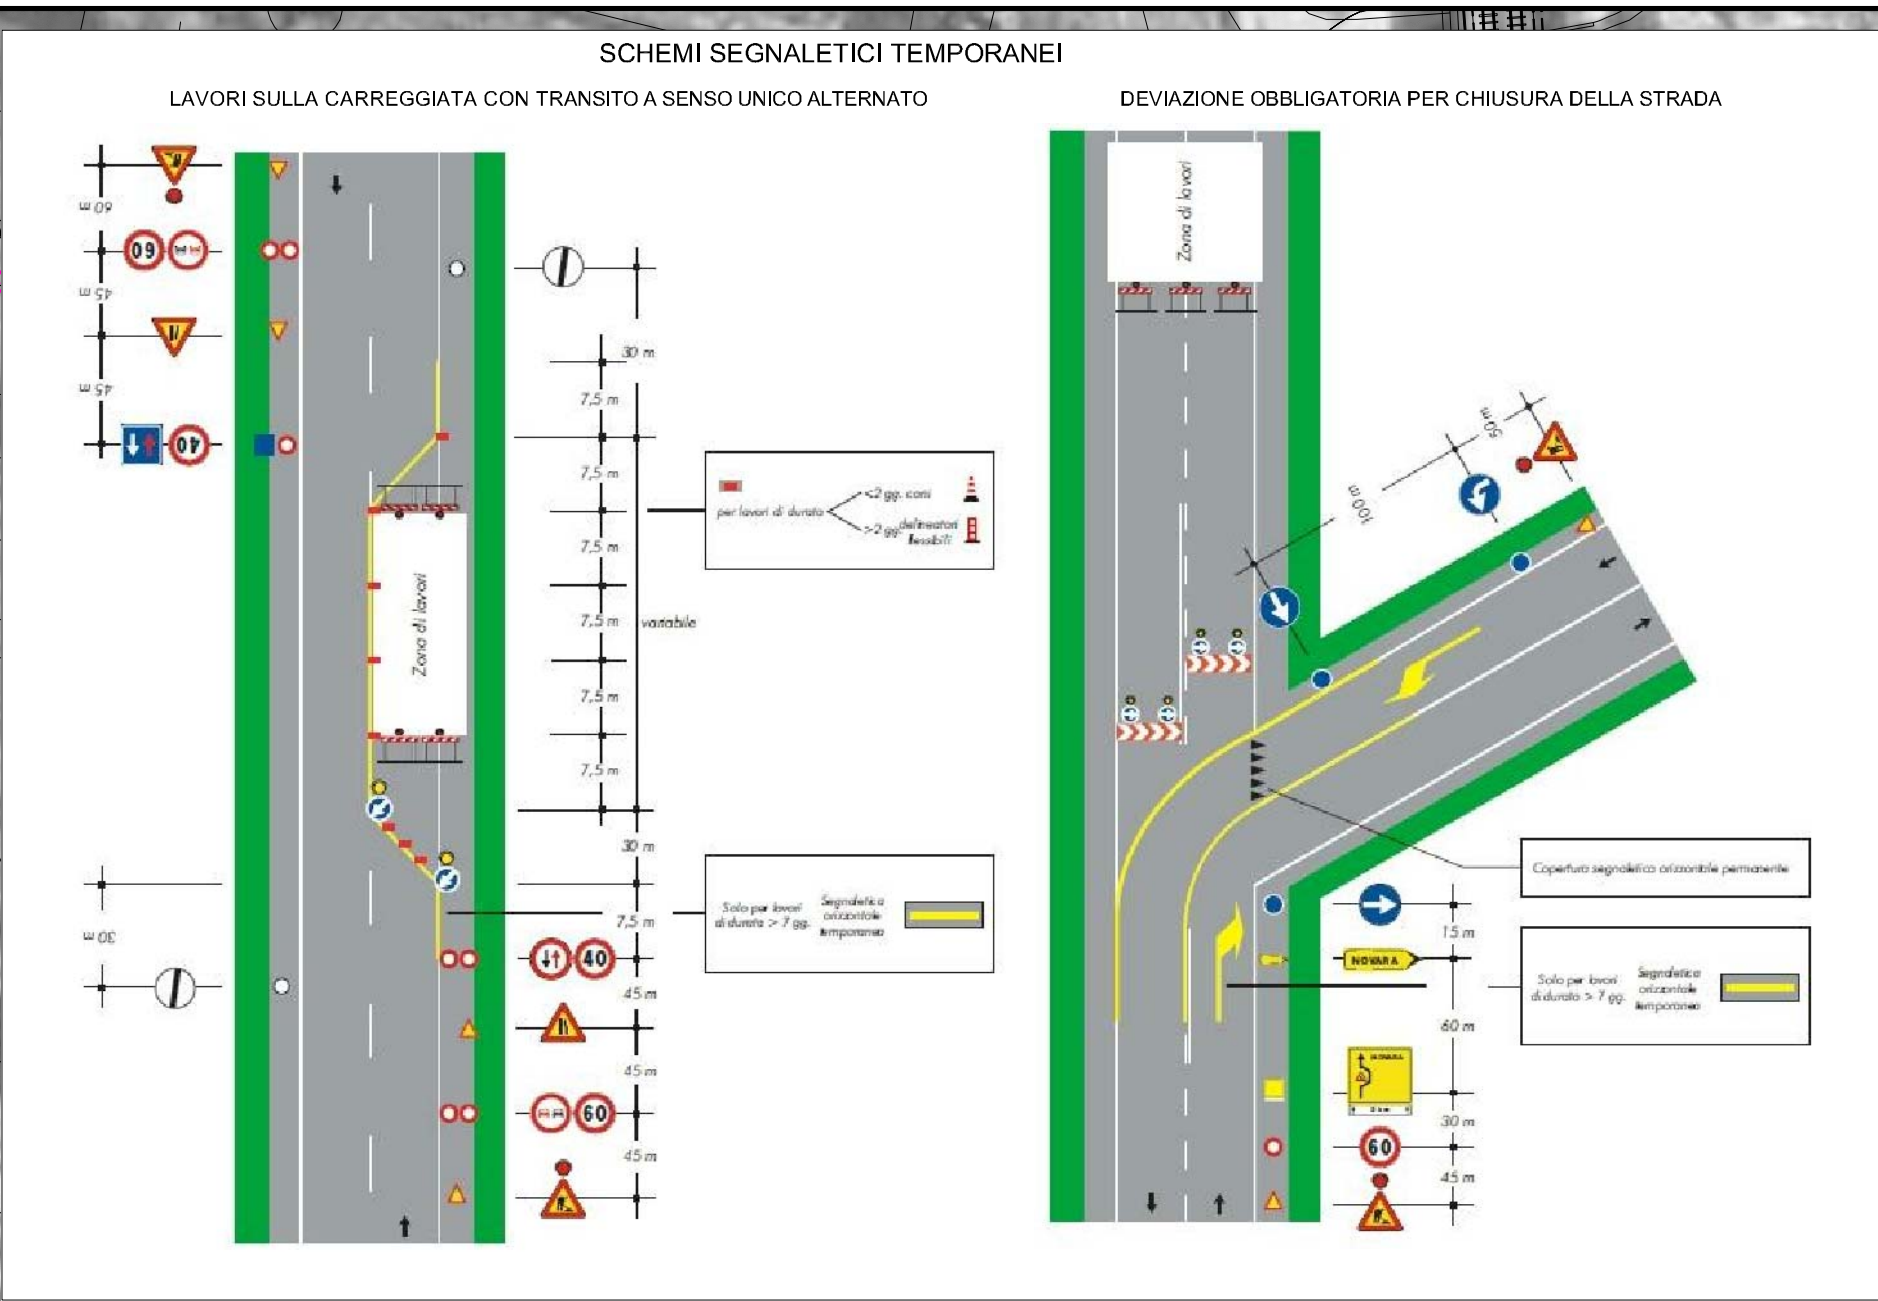 SCHEMI SEGNALETICI TEMPORANEI
LAVORI SULLA CARREGGIATA CON TRANSITO A SENSO UNICO ALTERNATO
60 m
60
45 m
45 m
40
Zona di lavori
30 m
7,5 m
7,5 m
7,5 m
7,5 m
7,5 m
7,5 m
variabile
30 m
7,5 m
40
45 m
45 m
60
45 m
30 m
per lavori di durata
<2 gg. coni
>2 gg. delineatori
flessibili
Solo per lavori
di durata > 7 gg.
Segnaletica
orizzontale
temporanea
DEVIAZIONE OBBLIGATORIA PER CHIUSURA DELLA STRADA
Zona di lavori
50 m
100 m
Copertura segnaletica orizzontale permanente
15 m
NOVARA
Solo per lavori
di durata > 7 gg.
Segnaletica
orizzontale
temporanea
60 m
NOVARA
30 m
60
45 m